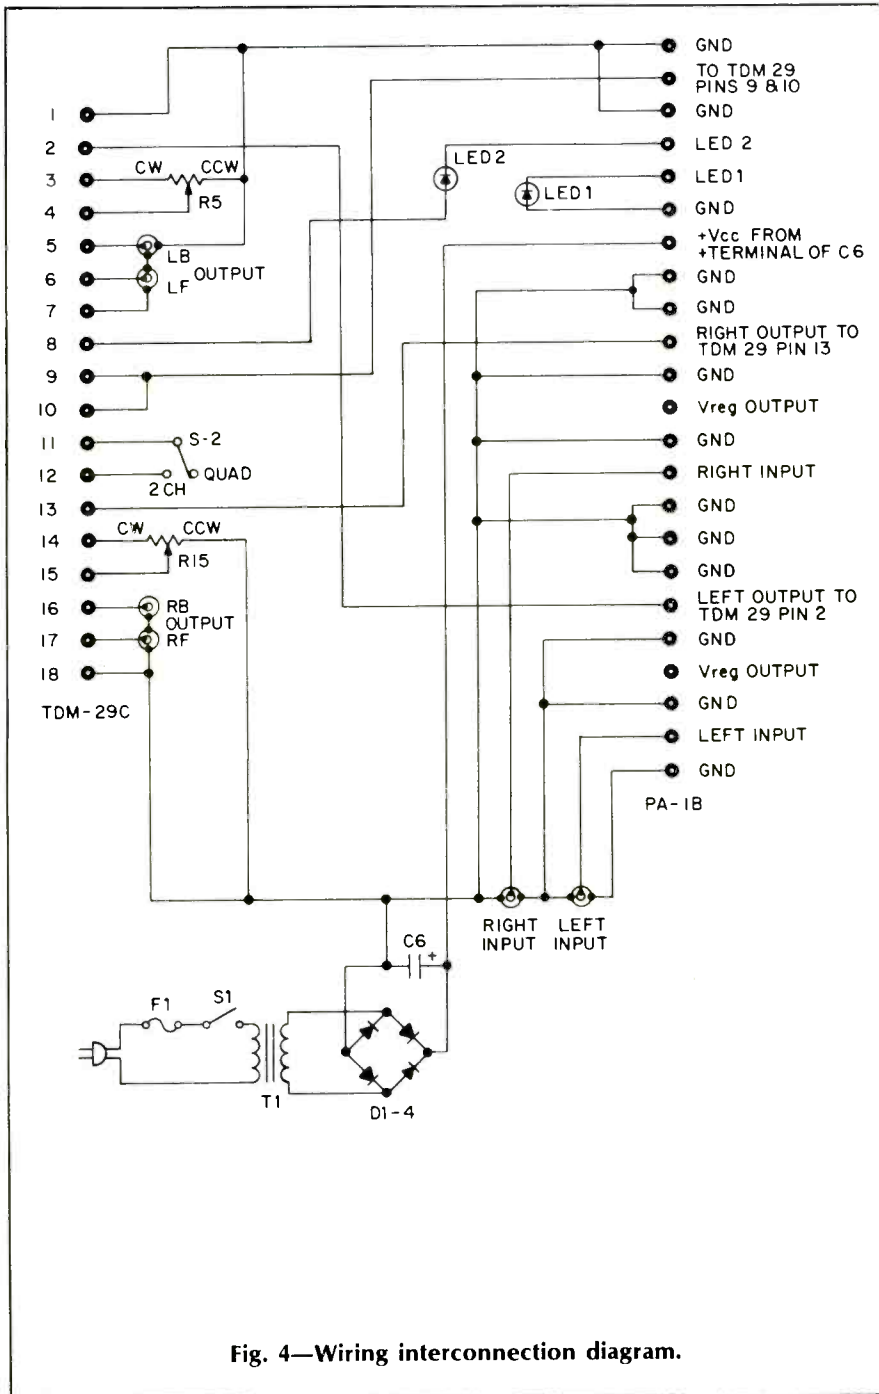 GND
TO TDM 29
PINS 9 & 10
1
GND
2
LED 2
LED2
CW
CCW
3
LED1
LED1
R5
4
GND
5
LB
+Vcc FROM
+TERMINAL OF C6
OUTPUT
6
LF
GND
7
GND
8
RIGHT OUTPUT TO
TDM 29 PIN 13
9
GND
10
Vreg OUTPUT
11
S-2
GND
12
QUAD
2 CH
RIGHT INPUT
13
GND
CW
CCW
14
GND
R15
15
GND
16
RB
LEFT OUTPUT TO
TDM 29 PIN 2
OUTPUT
17
RF
GND
18
Vreg OUTPUT
TDM-29C
GND
LEFT INPUT
GND
PA-1B
RIGHT
INPUT
LEFT
INPUT
C6
+
F1
S1
T1
D1-4
Fig. 4—Wiring interconnection diagram.